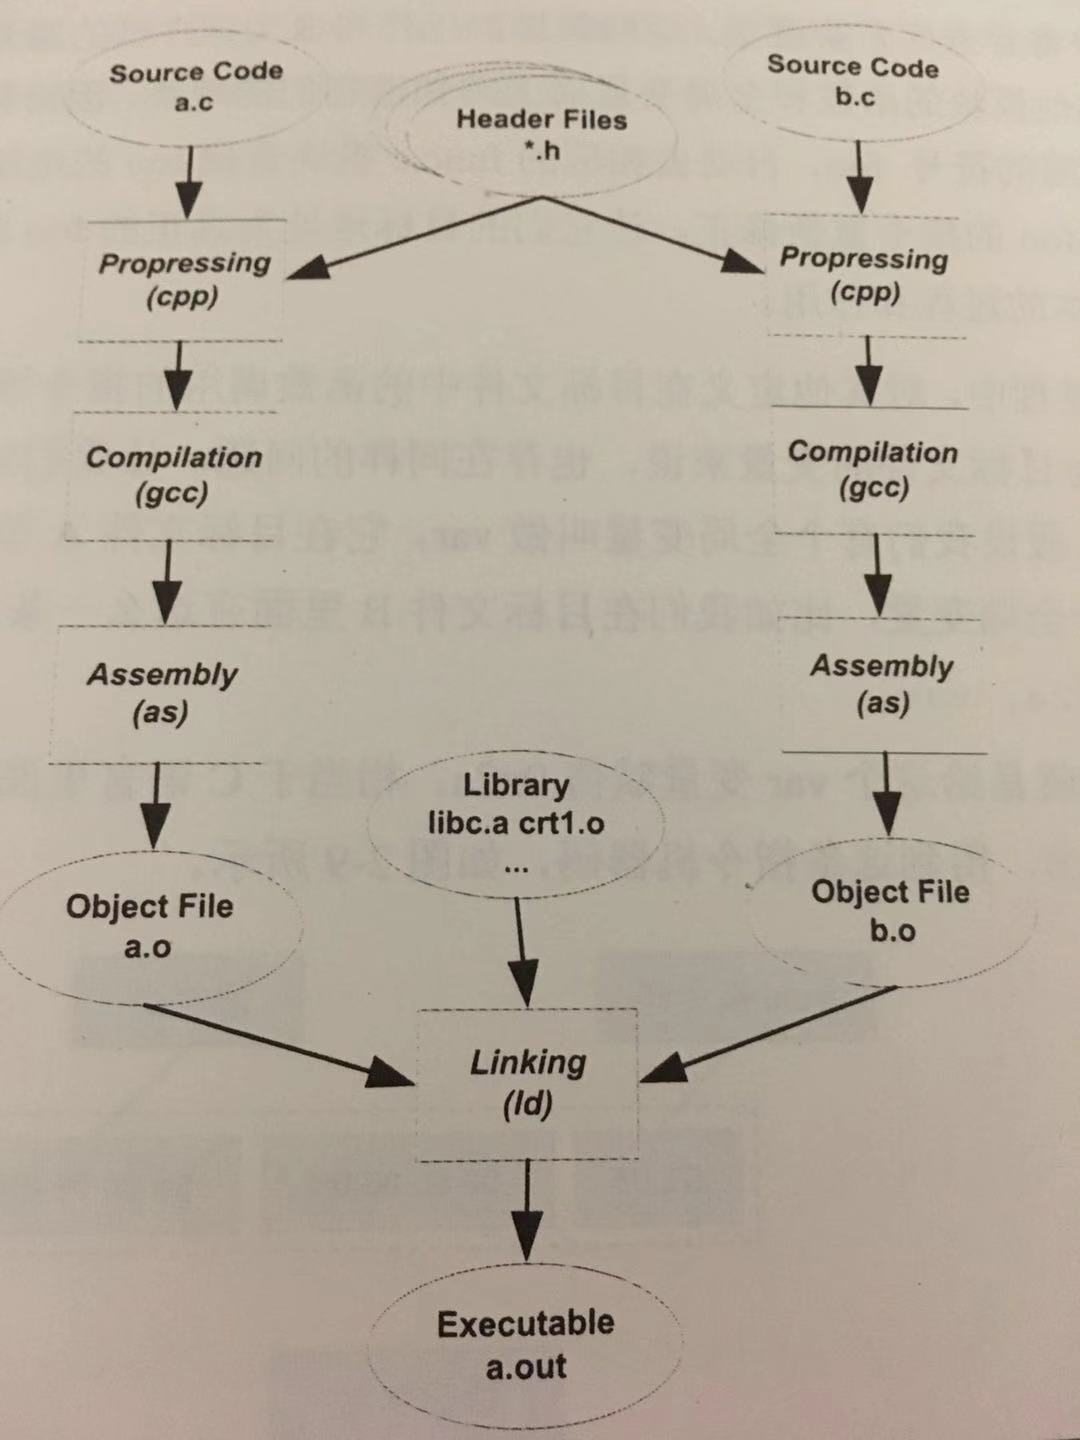 Source Code
a.c
Header Files
*.h
Source Code
b.c
Propressing
(cpp)
Propressing
(cpp)
Compilation
(gcc)
Compilation
(gcc)
Assembly
(as)
Assembly
(as)
Library
libc.a crt1.o
...
Object File
a.o
Object File
b.o
Linking
(ld)
Executable
a.out